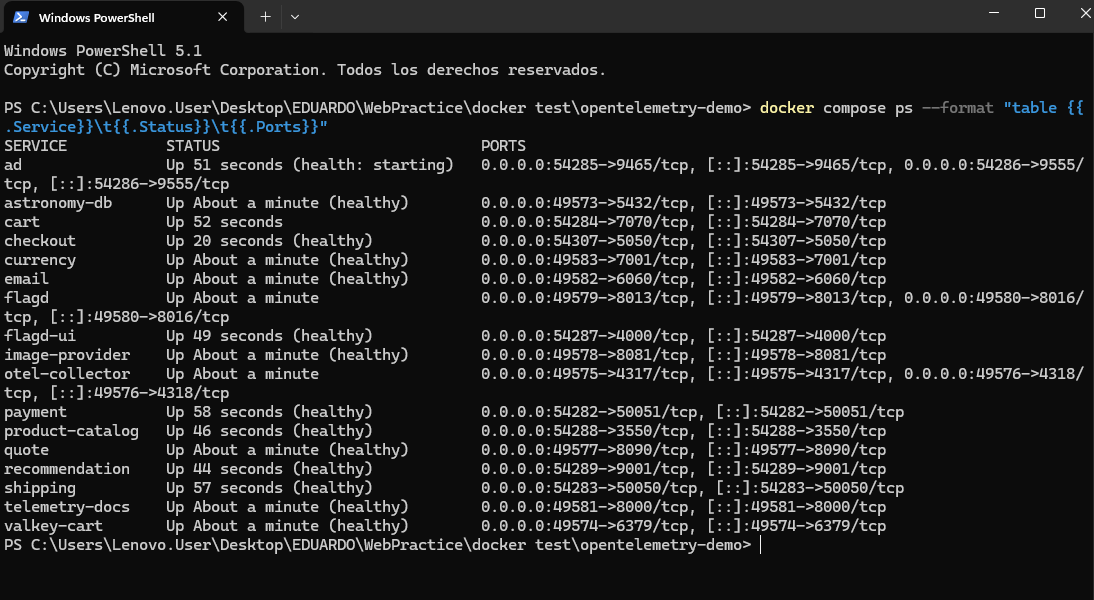 Windows PowerShell
Windows PowerShell 5.1
Copyright (C) Microsoft Corporation. Todos los derechos reservados.
PS C:\Users\Lenovo.User\Desktop\EDUARDO\WebPractice\docker test\opentelemetry-demo> docker compose ps --format "table {{
.Service}}\t{{.Status}}\t{{.Ports}}"
SERVICE STATUS PORTS
ad Up 51 seconds (health: starting) 0.0.0.0:54285->9465/tcp, [::]:54285->9465/tcp, 0.0.0.0:54286->9555/
tcp, [::]:54286->9555/tcp
astronomy-db Up About a minute (healthy) 0.0.0.0:49573->5432/tcp, [::]:49573->5432/tcp
cart Up 52 seconds 0.0.0.0:54284->7070/tcp, [::]:54284->7070/tcp
checkout Up 20 seconds (healthy) 0.0.0.0:54307->5050/tcp, [::]:54307->5050/tcp
currency Up About a minute (healthy) 0.0.0.0:49583->7001/tcp, [::]:49583->7001/tcp
email Up About a minute (healthy) 0.0.0.0:49582->6060/tcp, [::]:49582->6060/tcp
flagd Up About a minute 0.0.0.0:49579->8013/tcp, [::]:49579->8013/tcp, 0.0.0.0:49580->8016/
tcp, [::]:49580->8016/tcp
flagd-ui Up 49 seconds (healthy) 0.0.0.0:54287->4000/tcp, [::]:54287->4000/tcp
image-provider Up About a minute (healthy) 0.0.0.0:49578->8081/tcp, [::]:49578->8081/tcp
otel-collector Up About a minute 0.0.0.0:49575->4317/tcp, [::]:49575->4317/tcp, 0.0.0.0:49576->4318/
tcp, [::]:49576->4318/tcp
payment Up 58 seconds (healthy) 0.0.0.0:54282->50051/tcp, [::]:54282->50051/tcp
product-catalog Up 46 seconds (healthy) 0.0.0.0:54288->3550/tcp, [::]:54288->3550/tcp
quote Up About a minute (healthy) 0.0.0.0:49577->8090/tcp, [::]:49577->8090/tcp
recommendation Up 44 seconds (healthy) 0.0.0.0:54289->9001/tcp, [::]:54289->9001/tcp
shipping Up 57 seconds (healthy) 0.0.0.0:54283->50050/tcp, [::]:54283->50050/tcp
telemetry-docs Up About a minute (healthy) 0.0.0.0:49581->8000/tcp, [::]:49581->8000/tcp
valkey-cart Up About a minute (healthy) 0.0.0.0:49574->6379/tcp, [::]:49574->6379/tcp
PS C:\Users\Lenovo.User\Desktop\EDUARDO\WebPractice\docker test\opentelemetry-demo>